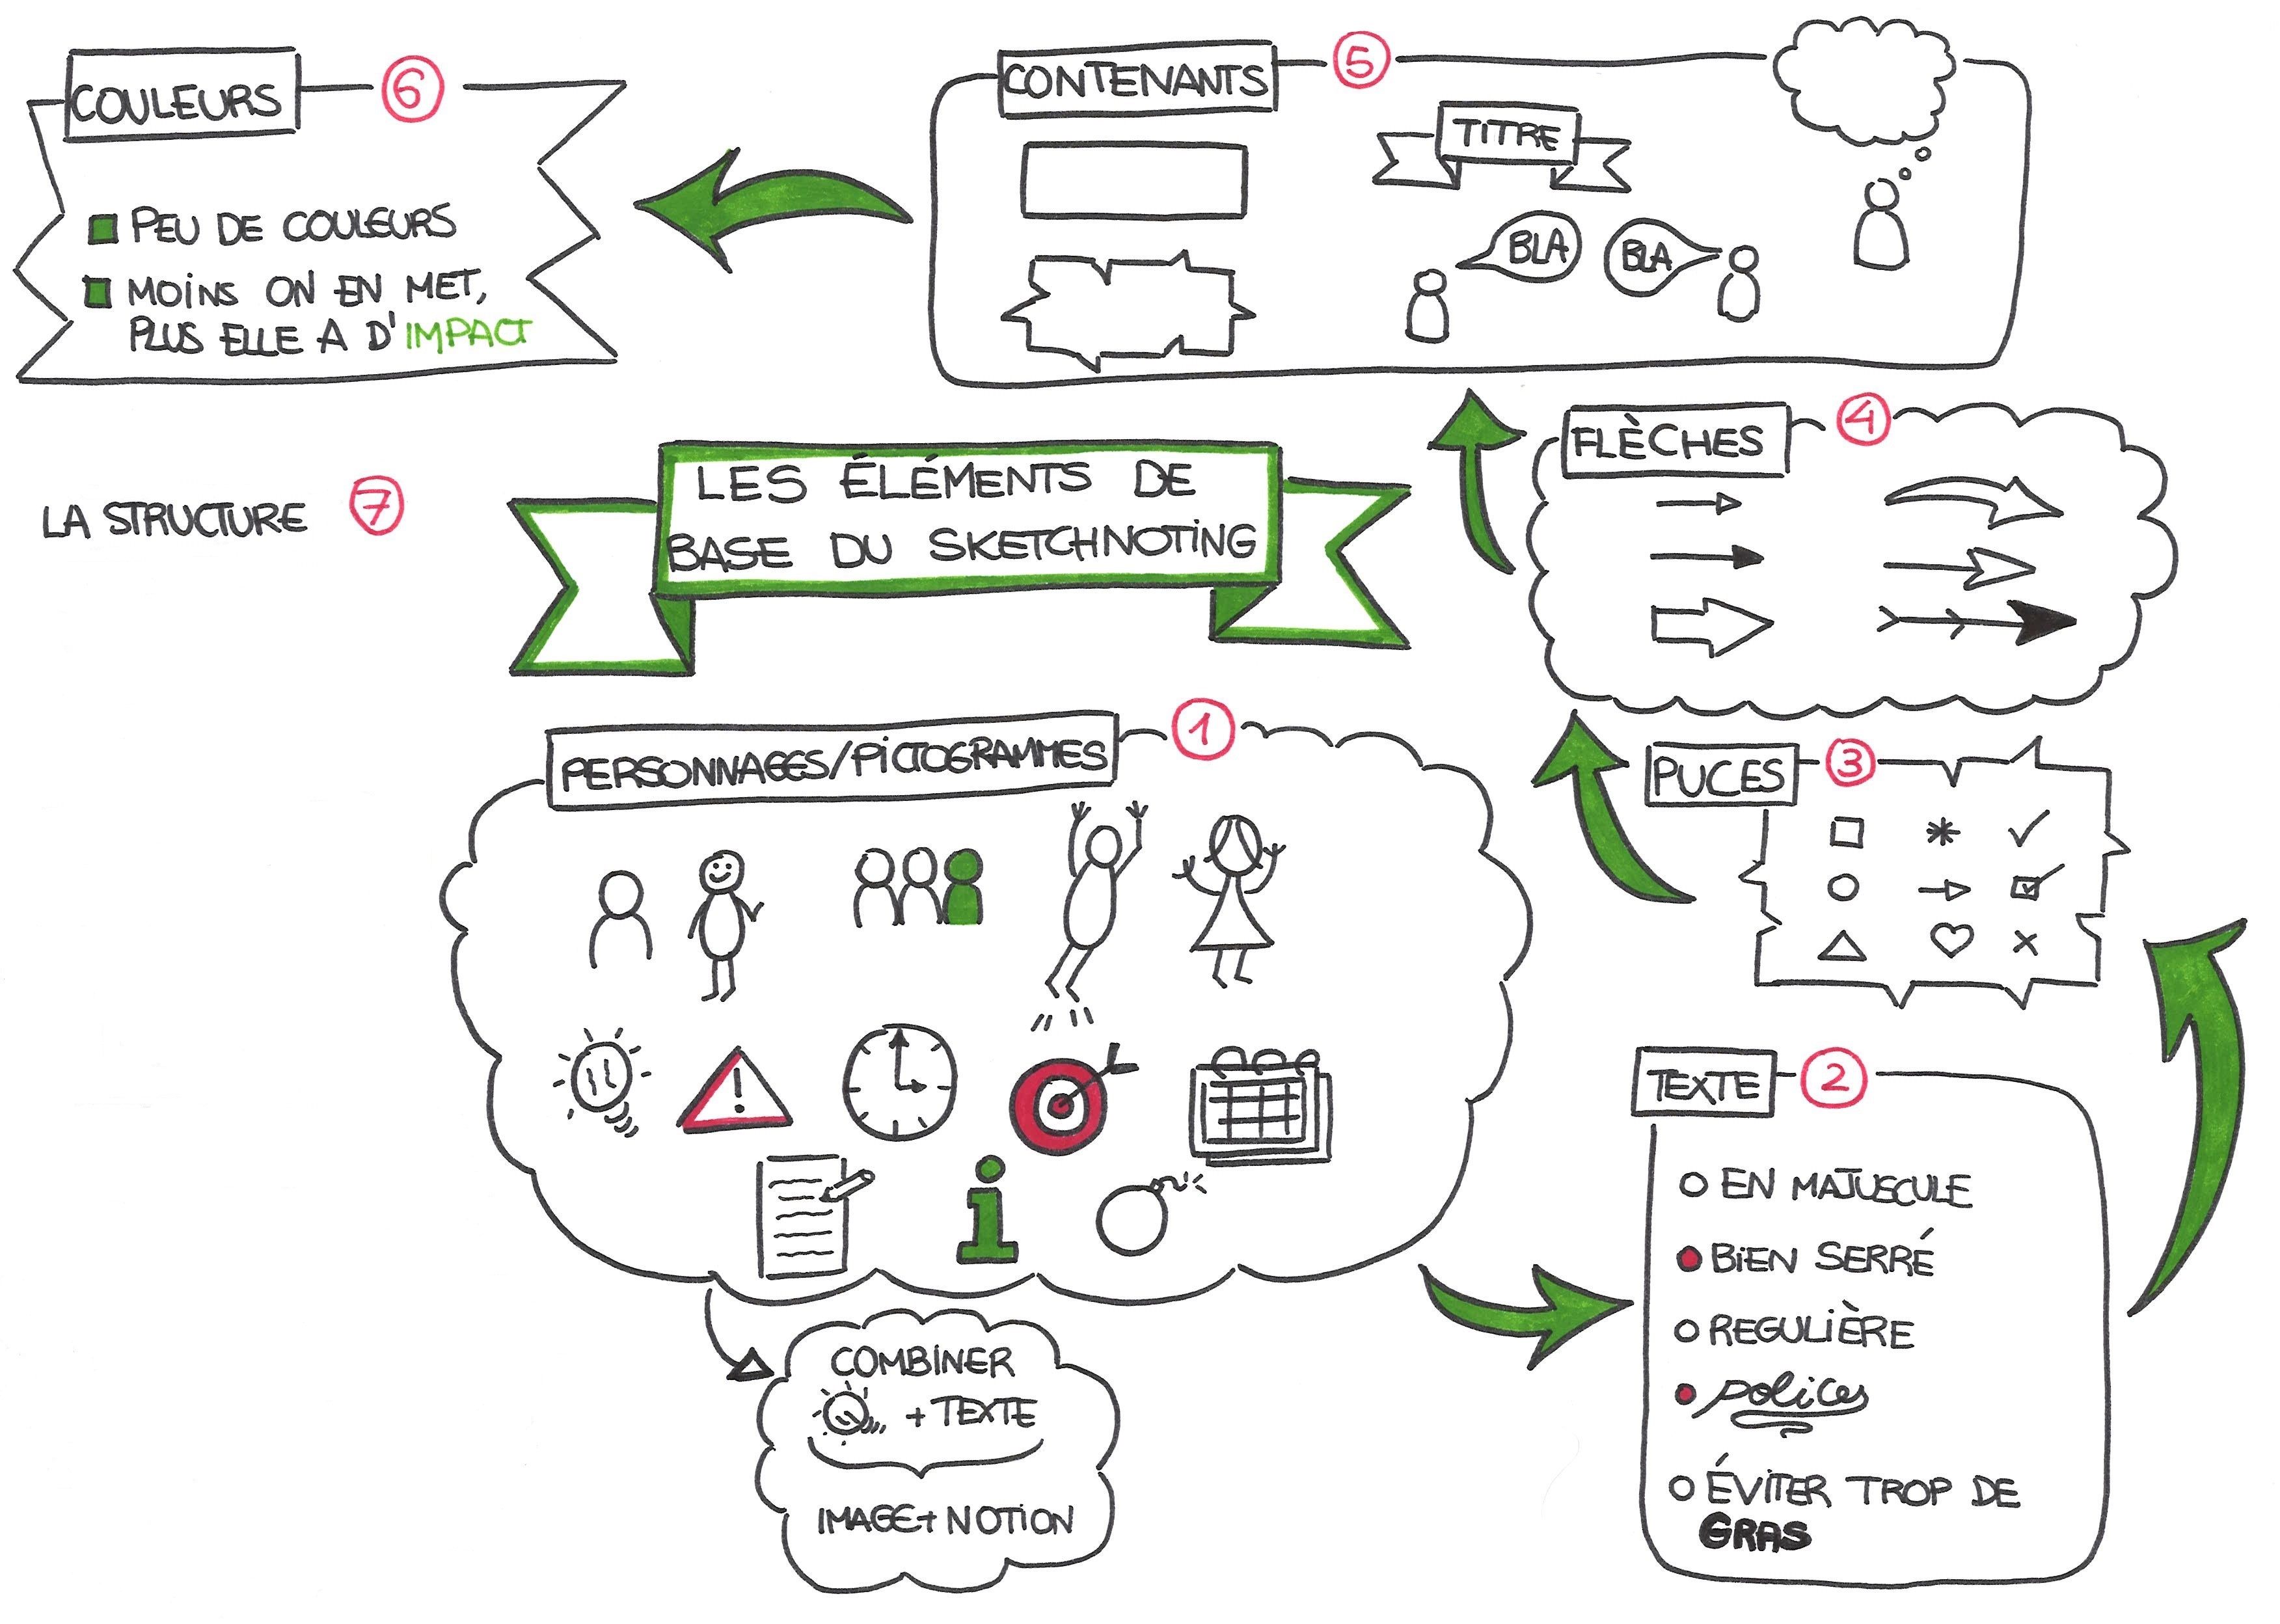 LES ÉLÉMENTS DE
BASE DU SKETCHNOTING
PERSONNAGES/PICTOGRAMMES 1
!
i
COMBINER
+ TEXTE
IMAGE + NOTION
TEXTE 2
EN MAJUSCULE
BIEN SERRÉ
REGULIÈRE
polices
ÉVITER TROP DE
GRAS
PUCES 3
FLÈCHES 4
CONTENANTS 5
TITRE
BLA
BLA
COULEURS 6
PEU DE COULEURS
MOINS ON EN MET,
PLUS ELLE A D'IMPACT
LA STRUCTURE 7